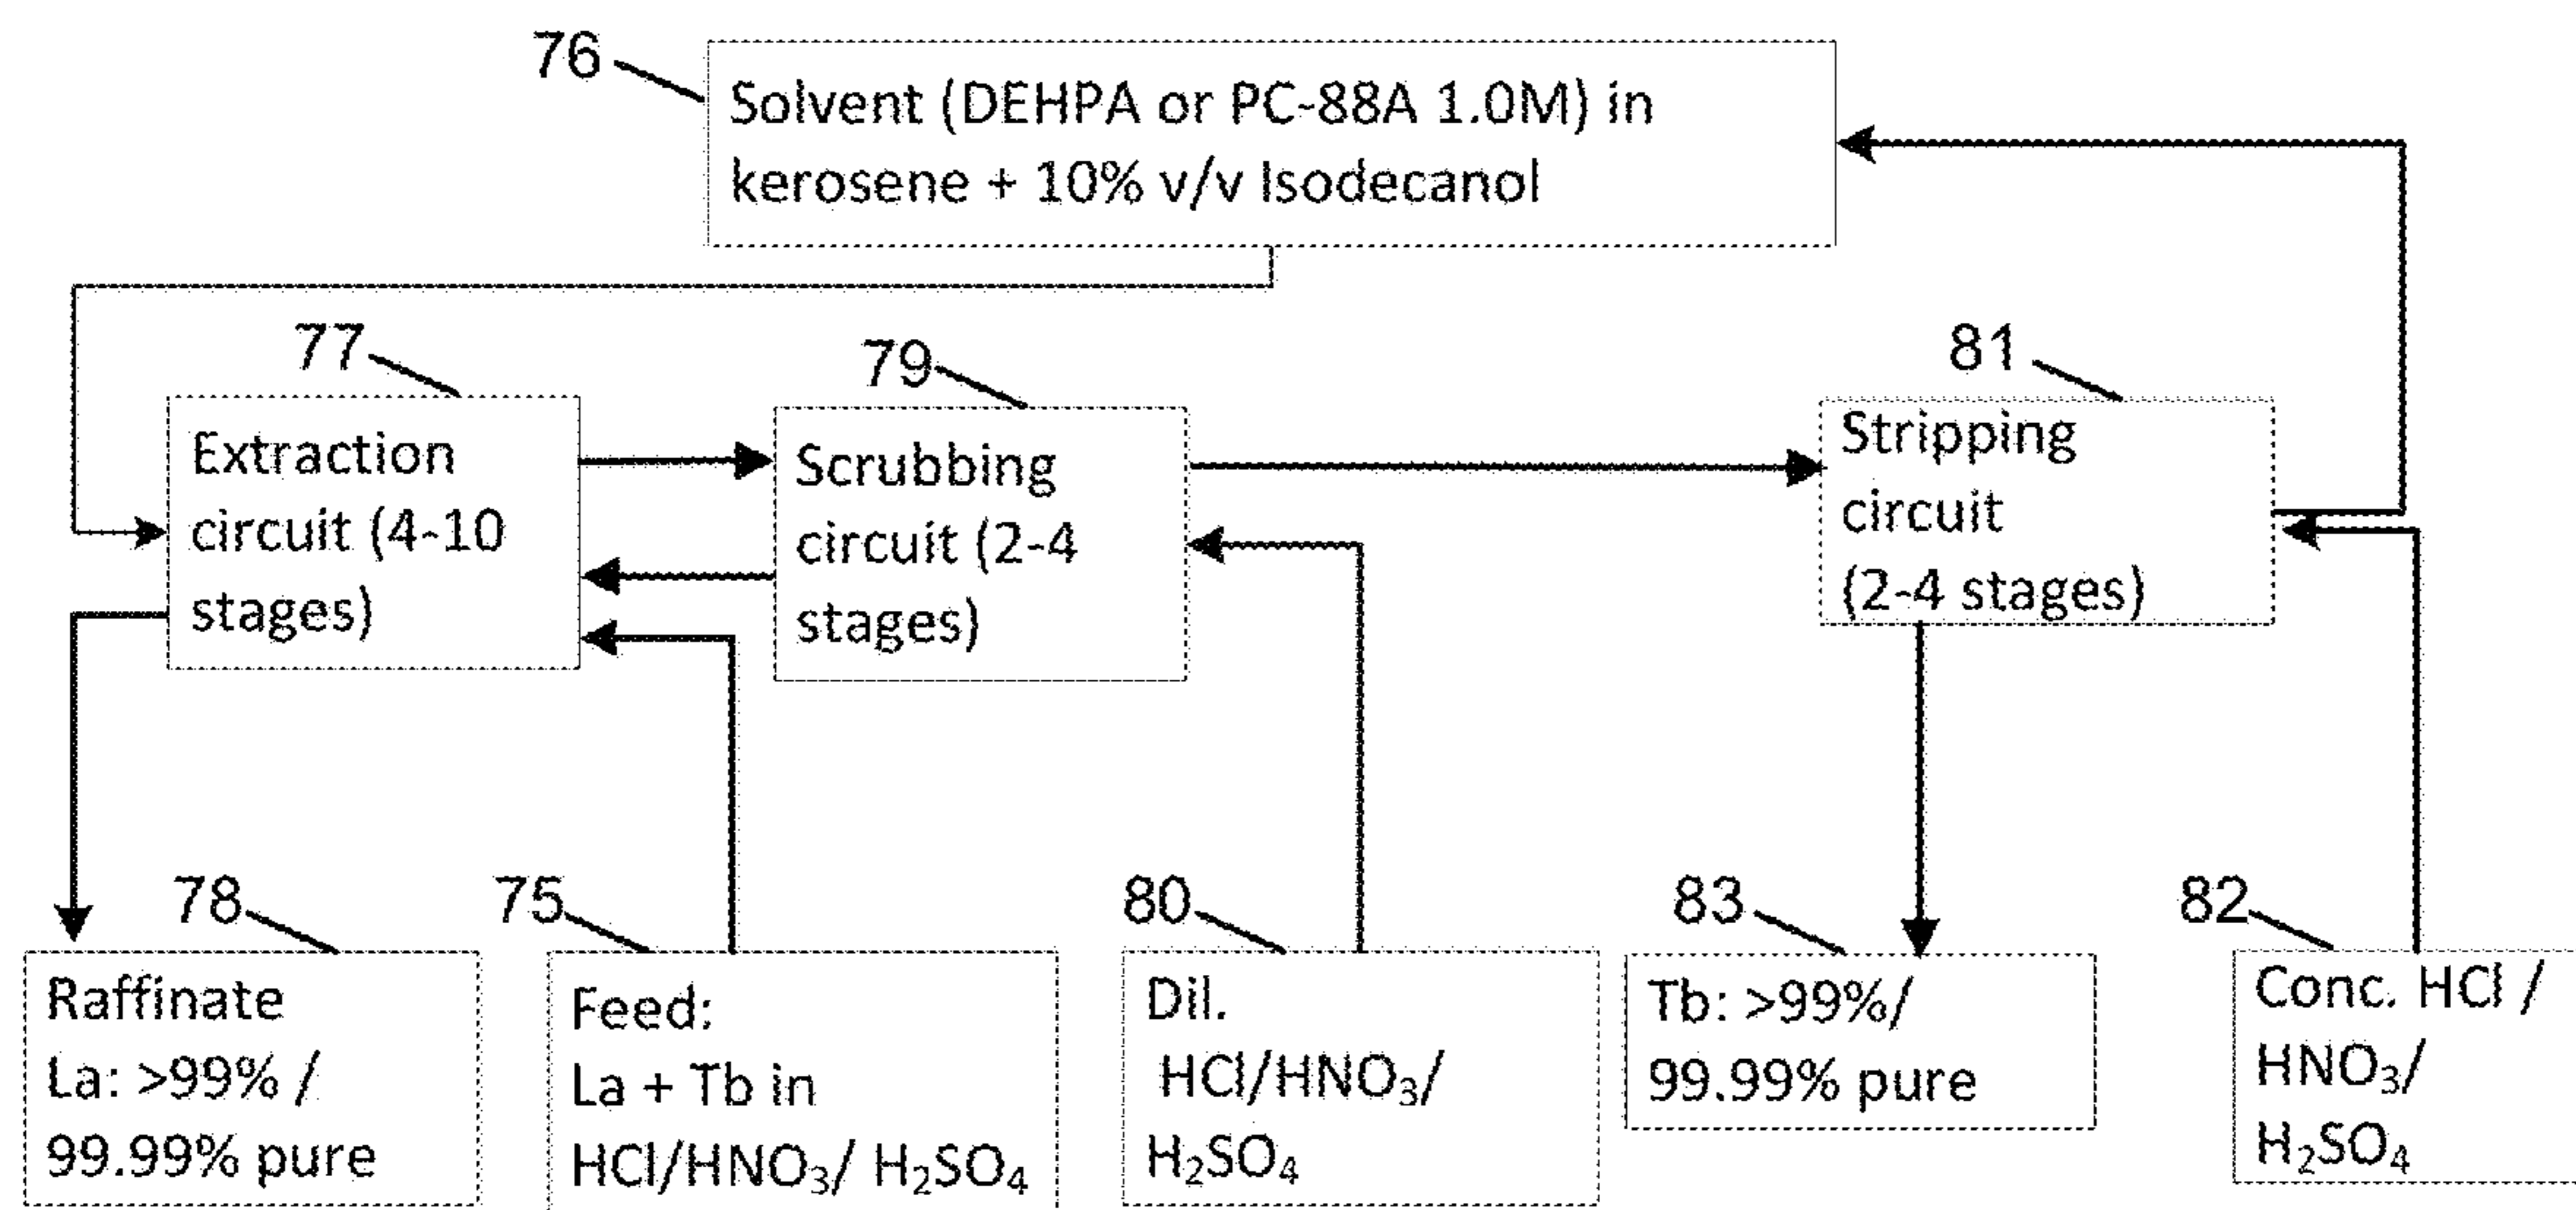 76
Solvent (DEHPA or PC-88A 1.0M) in
kerosene + 10% v/v Isodecanol
77
Extraction
circuit (4-10
stages)
79
Scrubbing
circuit (2-4
stages)
81
Stripping
circuit
(2-4 stages)
78
Raffinate
La: >99% /
99.99% pure
75
Feed:
La + Tb in
HCl/HNO₃/ H₂SO₄
80
Dil.
HCl/HNO₃/
H₂SO₄
83
Tb: >99%/
99.99% pure
82
Conc. HCl /
HNO₃/
H₂SO₄